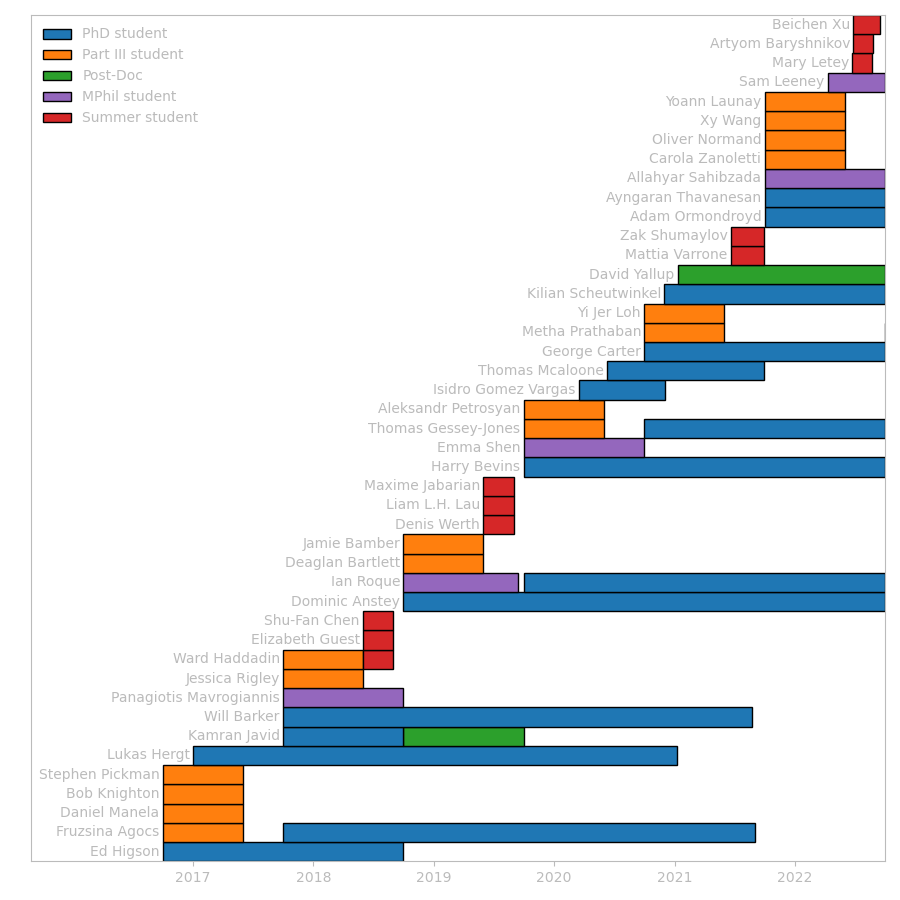 PhD student
Part III student
Post-Doc
MPhil student
Summer student
Beichen Xu
Artyom Baryshnikov
Mary Letey
Sam Leeney
Yoann Launay
Xy Wang
Oliver Normand
Carola Zanoletti
Allahyar Sahibzada
Ayngaran Thavanesan
Adam Ormondroyd
Zak Shumaylov
Mattia Varrone
David Yallup
Kilian Scheutwinkel
Yi Jer Loh
Metha Prathaban
George Carter
Thomas Mcaloone
Isidro Gomez Vargas
Aleksandr Petrosyan
Thomas Gessey-Jones
Emma Shen
Harry Bevins
Maxime Jabarian
Liam L.H. Lau
Denis Werth
Jamie Bamber
Deaglan Bartlett
Ian Roque
Dominic Anstey
Shu-Fan Chen
Elizabeth Guest
Ward Haddadin
Jessica Rigley
Panagiotis Mavrogiannis
Will Barker
Kamran Javid
Lukas Hergt
Stephen Pickman
Bob Knighton
Daniel Manela
Fruzsina Agocs
Ed Higson
2017 2018 2019 2020 2021 2022